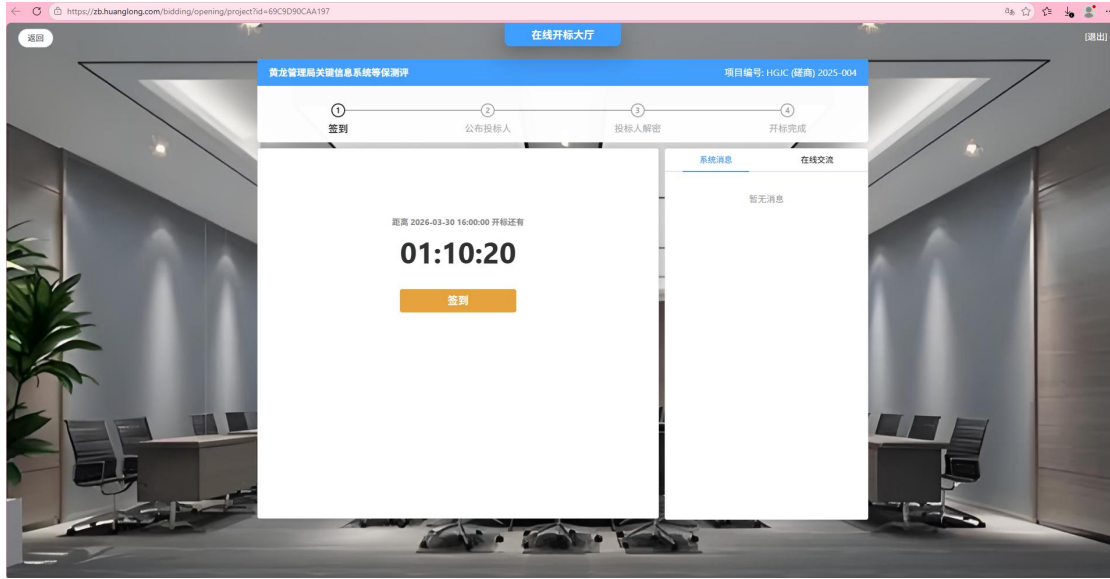 https://zb.huanglong.com/bidding/opening/project?id=69C9D90CAA197
返回
在线开标大厅
[退出]
黄龙管理局关键信息系统等保测评
项目编号: HGJC (磋商) 2025-004
1
签到
2
公布投标人
3
投标人解密
4
开标完成
距离 2026-03-30 16:00:00 开标还有
01:10:20
签到
系统消息
在线交流
暂无消息